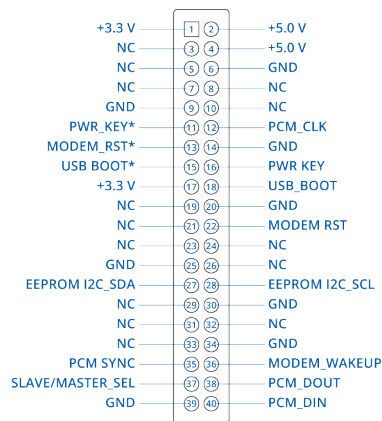 +3.3 V 1 2 +5.0 V
NC 3 4 +5.0 V
NC 5 6 GND
NC 7 8 NC
GND 9 10 NC
PWR_KEY* 11 12 PCM_CLK
MODEM_RST* 13 14 GND
USB BOOT* 15 16 PWR KEY
+3.3 V 17 18 USB_BOOT
NC 19 20 GND
NC 21 22 MODEM RST
NC 23 24 NC
GND 25 26 NC
EEPROM I2C_SDA 27 28 EEPROM I2C_SCL
NC 29 30 GND
NC 31 32 NC
NC 33 34 GND
PCM SYNC 35 36 MODEM_WAKEUP
SLAVE/MASTER_SEL 37 38 PCM_DOUT
GND 39 40 PCM_DIN